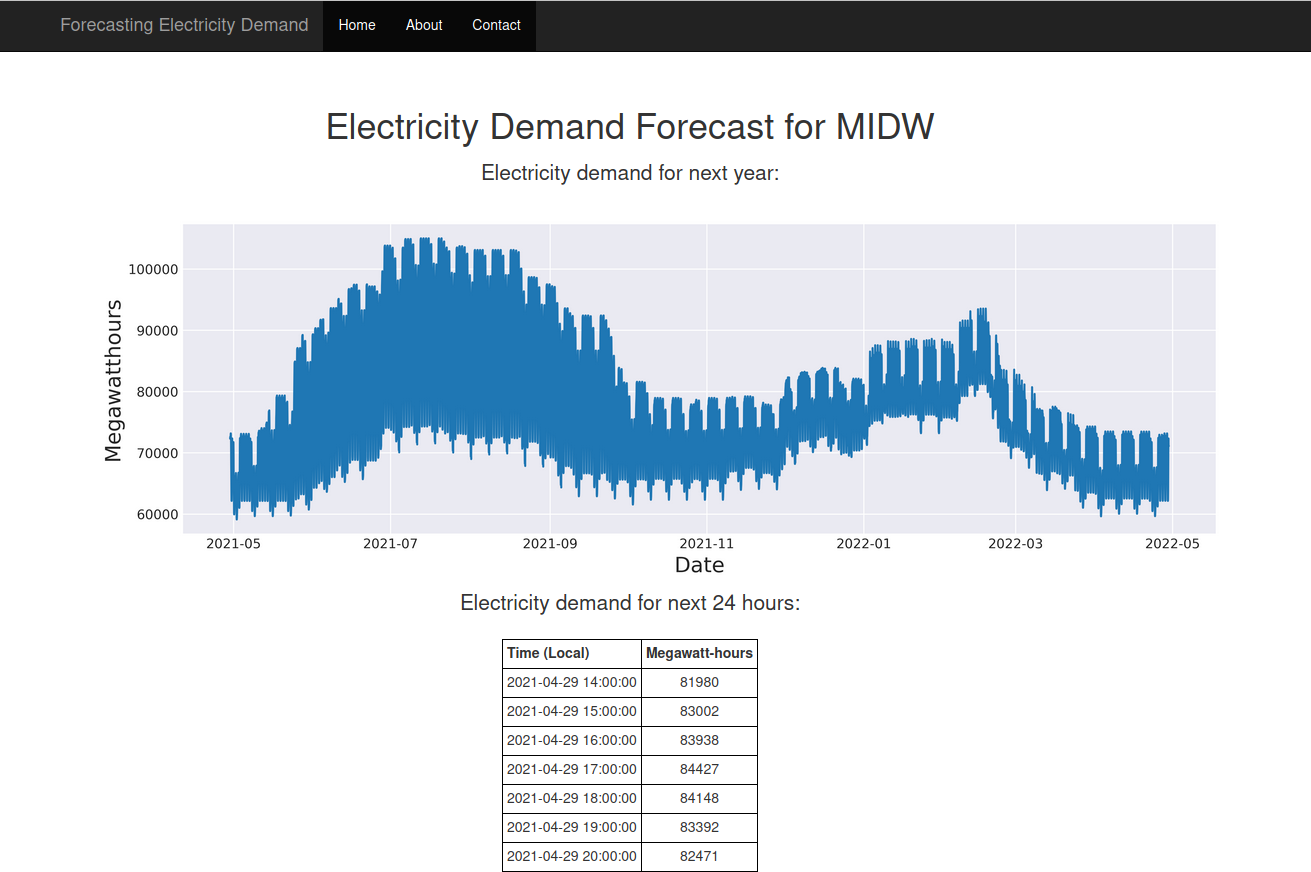 Forecasting Electricity Demand Home About Contact
Electricity Demand Forecast for MIDW
Electricity demand for next year:
100000
90000
80000
70000
60000
Megawatthours
2021-05 2021-07 2021-09 2021-11 2022-01 2022-03 2022-05
Date
Electricity demand for next 24 hours:
Time (Local) Megawatt-hours
2021-04-29 14:00:00 81980
2021-04-29 15:00:00 83002
2021-04-29 16:00:00 83938
2021-04-29 17:00:00 84427
2021-04-29 18:00:00 84148
2021-04-29 19:00:00 83392
2021-04-29 20:00:00 82471